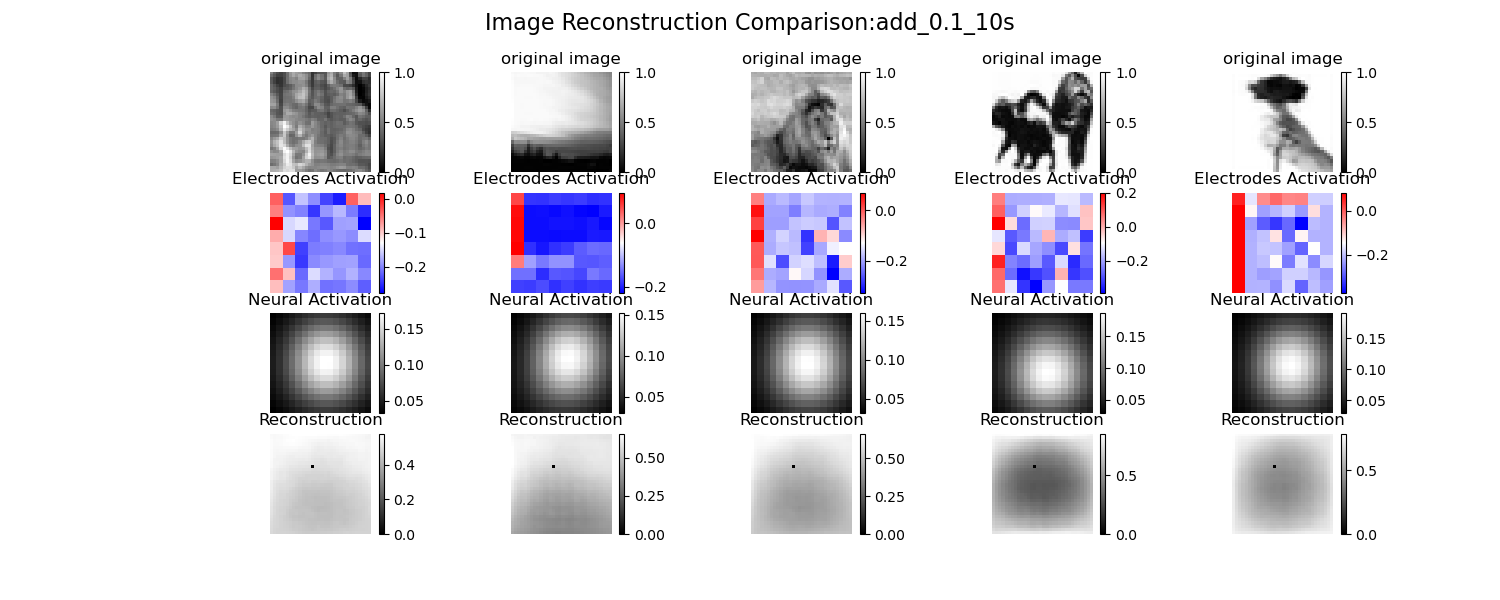 Image Reconstruction Comparison:add_0.1_10s
original image original image original image original image original image
1.0 1.0 1.0 1.0 1.0
0.5 0.5 0.5 0.5 0.5
0.0 0.0 0.0 0.0 0.0
Electrodes Activation Electrodes Activation Electrodes Activation Electrodes Activation Electrodes Activation
0.0 −0.1 −0.2
0.0 −0.2
0.0 −0.2
0.2 0.0 −0.2 −0.4
0.0 −0.2
Neural Activation Neural Activation Neural Activation Neural Activation Neural Activation
0.15 0.15 0.15 0.15 0.15
0.10 0.10 0.10 0.10 0.10
0.05 0.05 0.05 0.05 0.05
Reconstruction Reconstruction Reconstruction Reconstruction Reconstruction
0.4 0.2 0.0
0.50 0.25 0.00
0.50 0.25 0.00
0.5 0.0
0.5 0.0